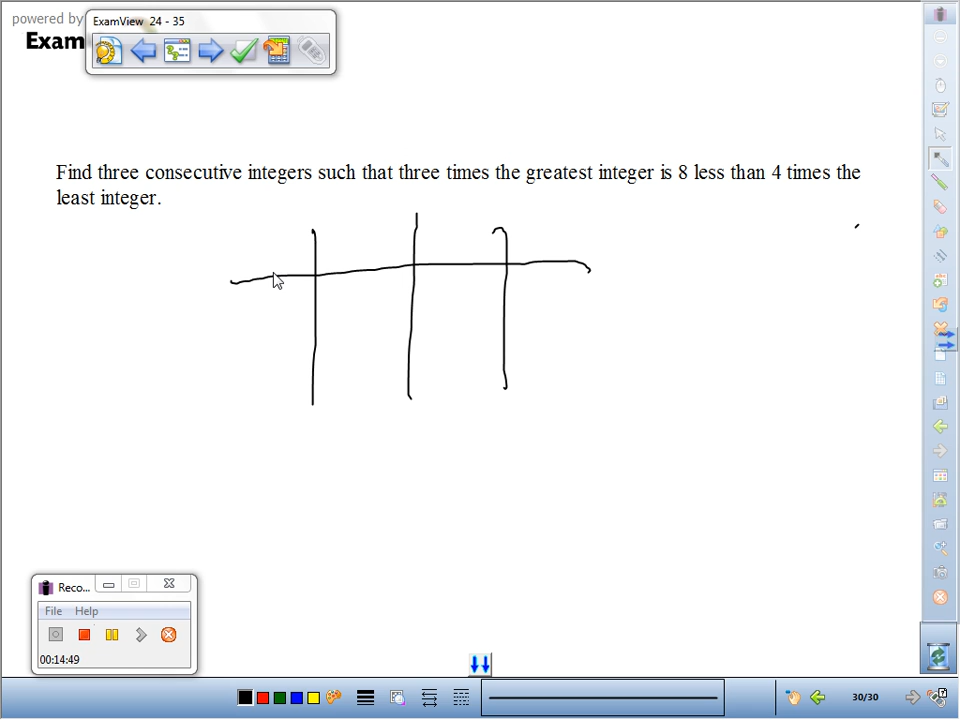 powered by
Exam
ExamView 24 - 35
Find three consecutive integers such that three times the greatest integer is 8 less than 4 times the
least integer.
Reco...
File Help
00:14:49
30/30